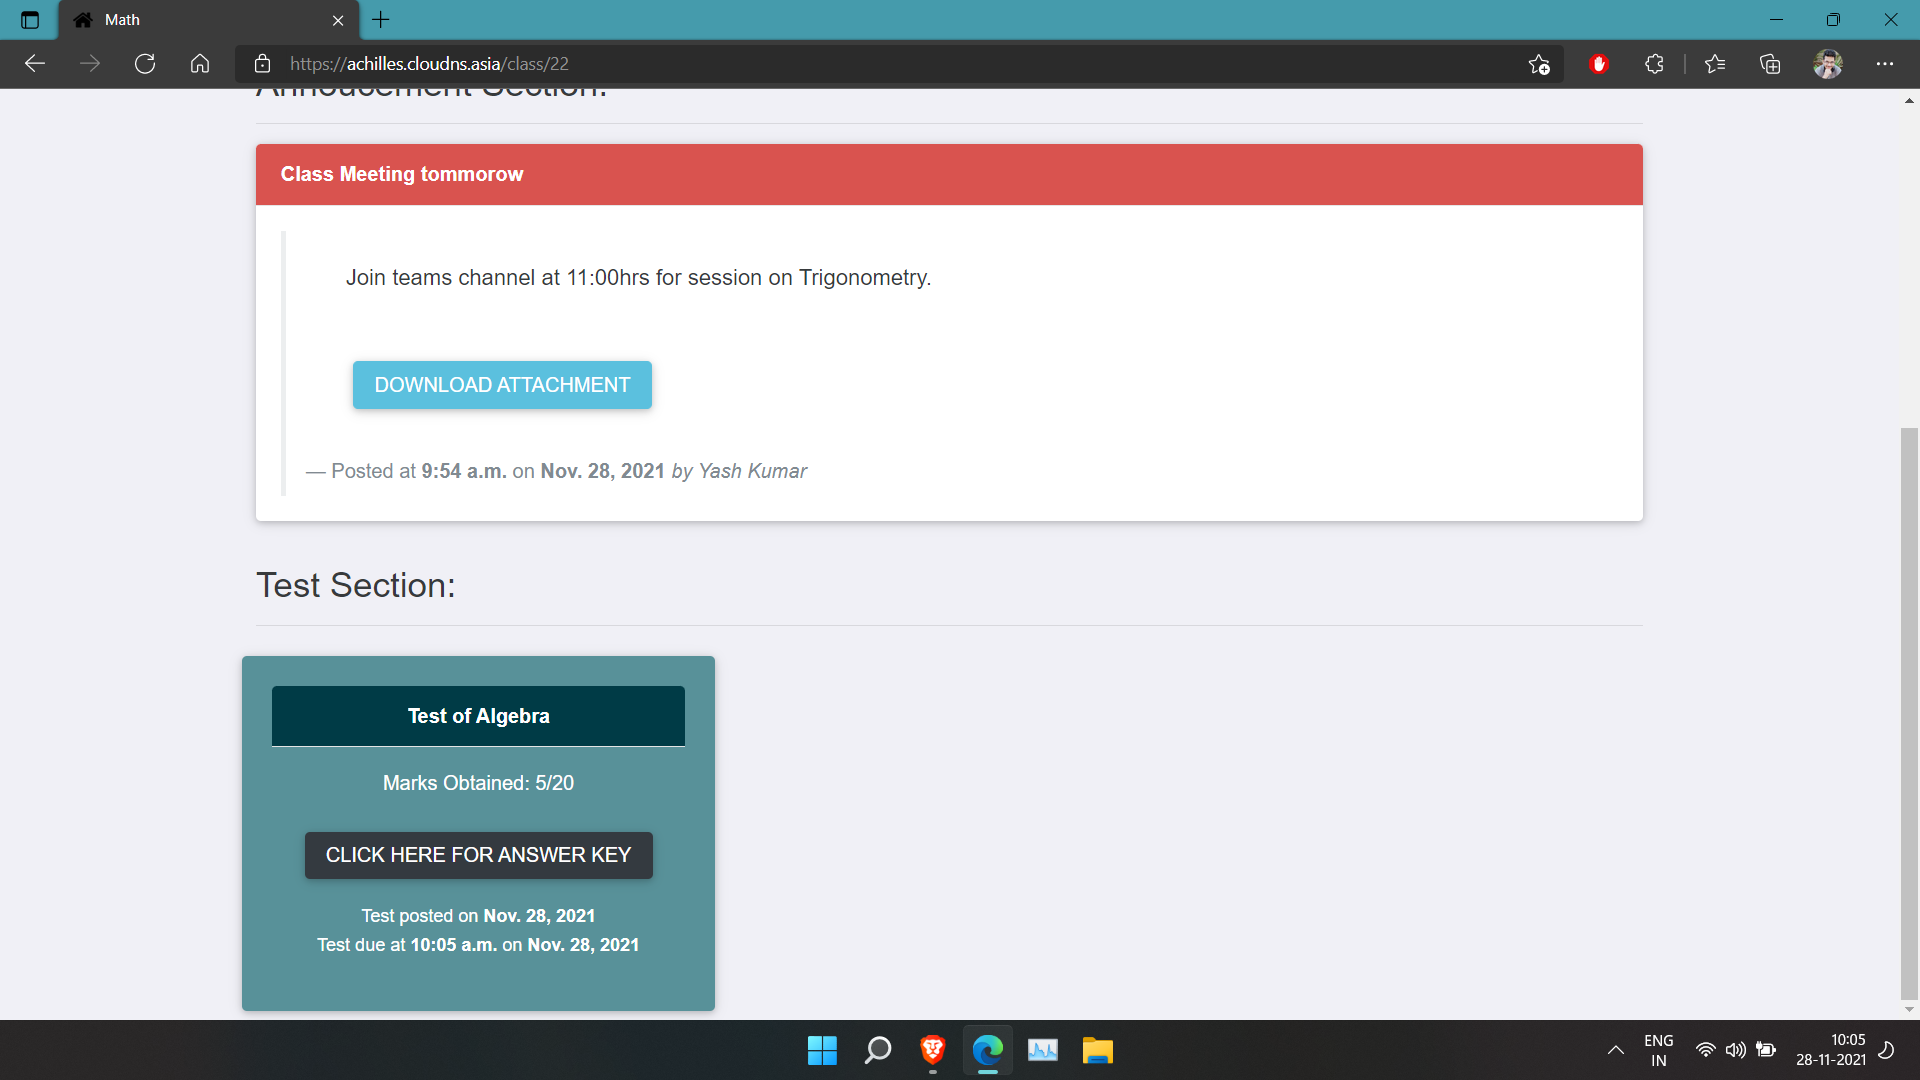 Math
https://achilles.cloudns.asia/class/22
Annoucement Section:
Class Meeting tommorow
Join teams channel at 11:00hrs for session on Trigonometry.
DOWNLOAD ATTACHMENT
— Posted at 9:54 a.m. on Nov. 28, 2021 by Yash Kumar
Test Section:
Test of Algebra
Marks Obtained: 5/20
CLICK HERE FOR ANSWER KEY
Test posted on Nov. 28, 2021
Test due at 10:05 a.m. on Nov. 28, 2021
ENG
IN
10:05
28-11-2021